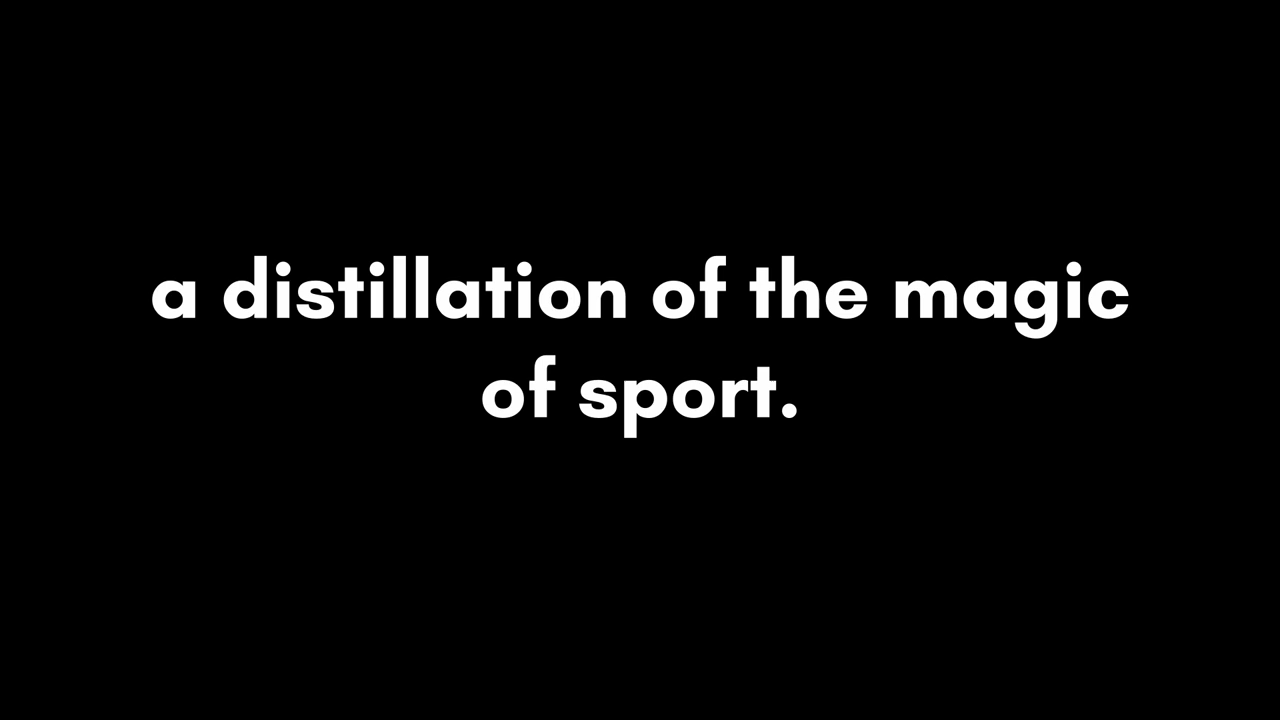 a distillation of the magic
of sport.